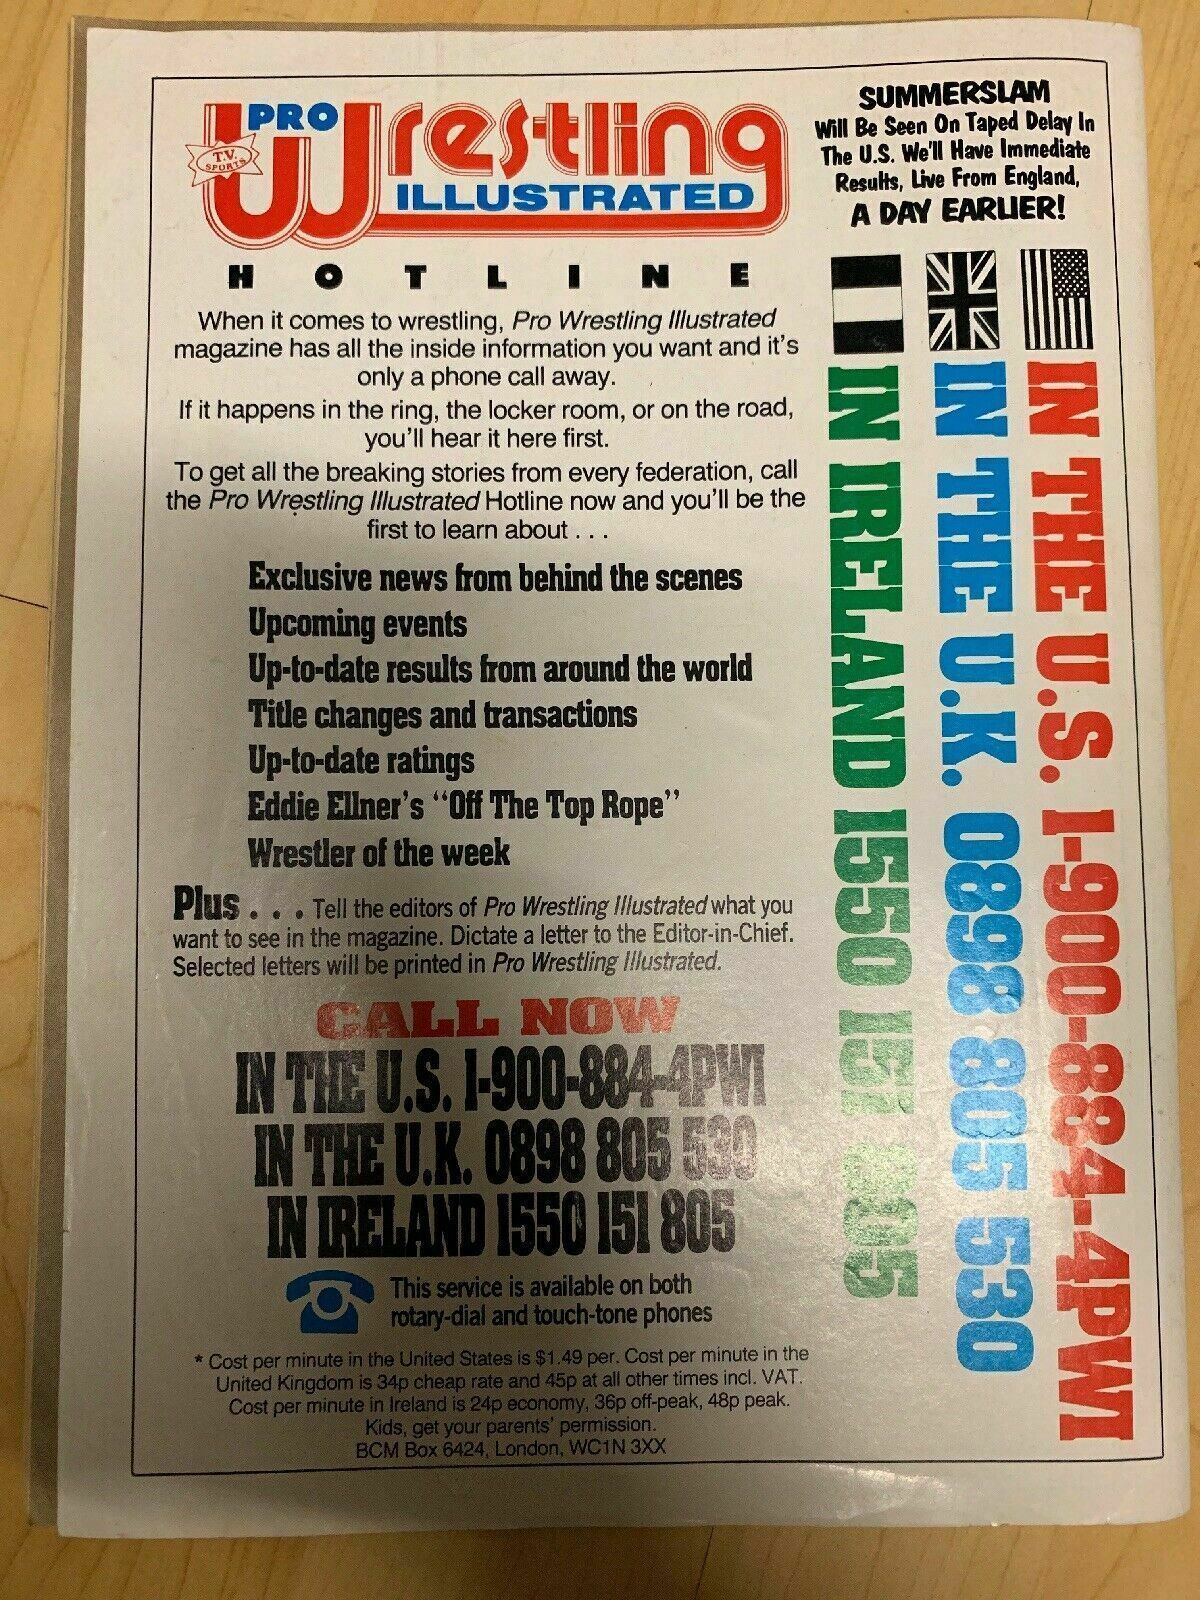 PRO
Wrestling
T.V.
SPORTS
ILLUSTRATED
HOTLINE
When it comes to wrestling, Pro Wrestling Illustrated
magazine has all the inside information you want and it's
only a phone call away.
If it happens in the ring, the locker room, or on the road,
you'll hear it here first.
To get all the breaking stories from every federation, call
the Pro Wrestling Illustrated Hotline now and you'll be the
first to learn about . . .
Exclusive news from behind the scenes
Upcoming events
Up-to-date results from around the world
Title changes and transactions
Up-to-date ratings
Eddie Ellner's "Off The Top Rope"
Wrestler of the week
Plus . . . Tell the editors of Pro Wrestling Illustrated what you
want to see in the magazine. Dictate a letter to the Editor-in-Chief.
Selected letters will be printed in Pro Wrestling Illustrated.
CALL NOW
IN THE U.S. 1-900-884-4PWI
IN THE U.K. 0898 805 530
IN IRELAND 1550 151 805
This service is available on both
rotary-dial and touch-tone phones
* Cost per minute in the United States is $1.49 per. Cost per minute in the
United Kingdom is 34p cheap rate and 45p at all other times incl. VAT.
Cost per minute in Ireland is 24p economy, 36p off-peak, 48p peak.
Kids, get your parents' permission.
BCM Box 6424, London, WC1N 3XX
SUMMERSLAM
Will Be Seen On Taped Delay In
The U.S. We'll Have Immediate
Results, Live From England,
A DAY EARLIER!
IN THE U.S. 1-900-884-4PWI
IN THE U.K. 0898 805 530
IN IRELAND 1550 151 805